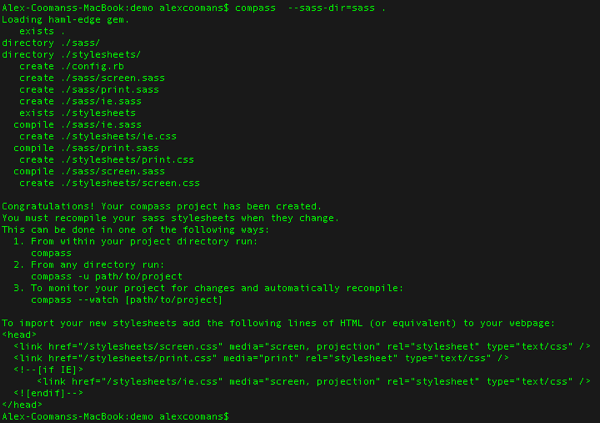 Alex-Coomanss-MacBook:demo alexcoomans$ compass  --sass-dir=sass .
Loading haml-edge gem.
   exists .
directory ./sass/
directory ./stylesheets/
   create ./config.rb
   create ./sass/screen.sass
   create ./sass/print.sass
   create ./sass/ie.sass
   exists ./stylesheets
  compile ./sass/ie.sass
   create ./stylesheets/ie.css
  compile ./sass/print.sass
   create ./stylesheets/print.css
  compile ./sass/screen.sass
   create ./stylesheets/screen.css

Congratulations! Your compass project has been created.
You must recompile your sass stylesheets when they change.
This can be done in one of the following ways:
  1. From within your project directory run:
     compass
  2. From any directory run:
     compass -u path/to/project
  3. To monitor your project for changes and automatically recompile:
     compass --watch [path/to/project]

To import your new stylesheets add the following lines of HTML (or equivalent) to your webpage:
<head>
  <link href="/stylesheets/screen.css" media="screen, projection" rel="stylesheet" type="text/css" />
  <link href="/stylesheets/print.css" media="print" rel="stylesheet" type="text/css" />
  <!--[if IE]>
      <link href="/stylesheets/ie.css" media="screen, projection" rel="stylesheet" type="text/css" />
  <![endif]-->
</head>
Alex-Coomanss-MacBook:demo alexcoomans$